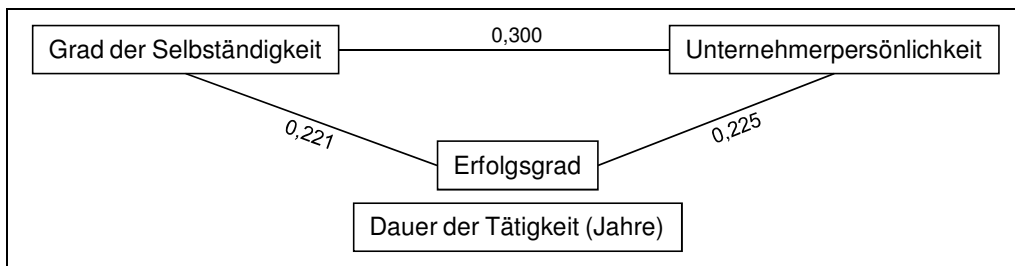 0,300
Grad der Selbständigkeit
Unternehmerpersönlichkeit
0,221
0,225
Erfolgsgrad
Dauer der Tätigkeit (Jahre)